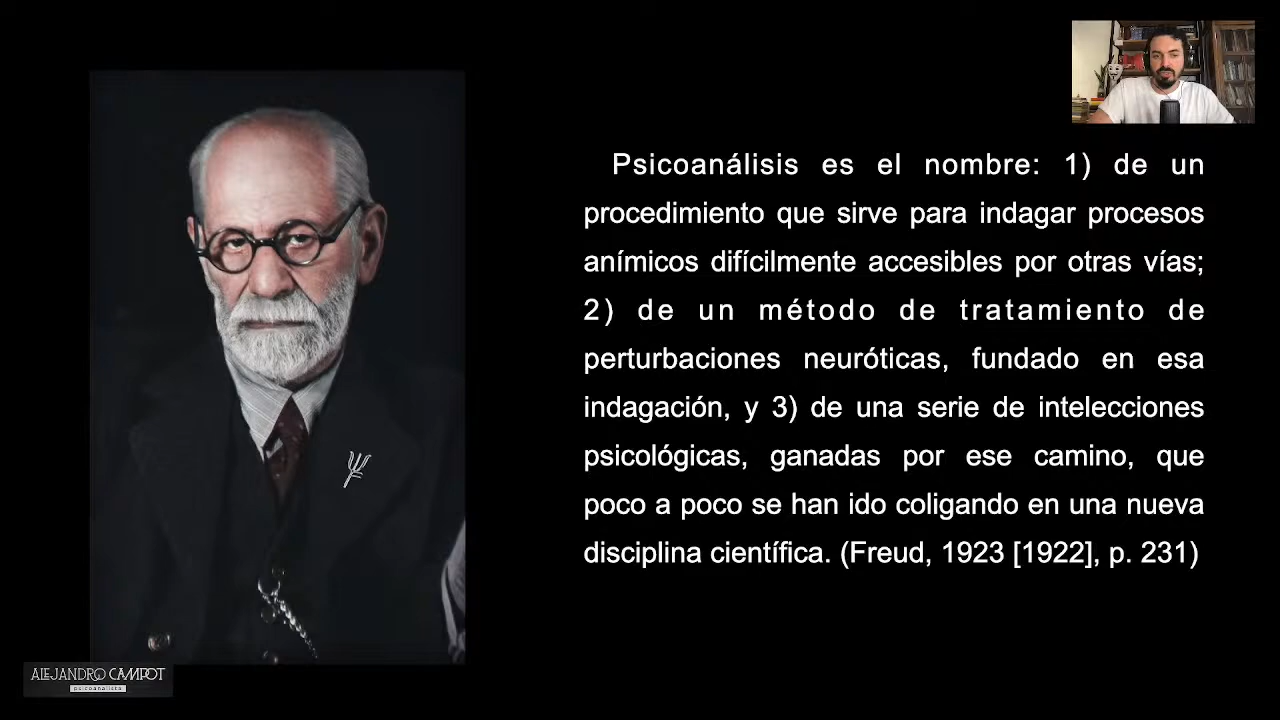 Psicoanálisis es el nombre: 1) de un
procedimiento que sirve para indagar procesos
anímicos difícilmente accesibles por otras vías;
2) de un método de tratamiento de
perturbaciones neuróticas, fundado en esa
indagación, y 3) de una serie de intelecciones
psicológicas, ganadas por ese camino, que
poco a poco se han ido coligando en una nueva
disciplina científica. (Freud, 1923 [1922], p. 231)
ALEJANDRO CAMPOT
psicoanalista